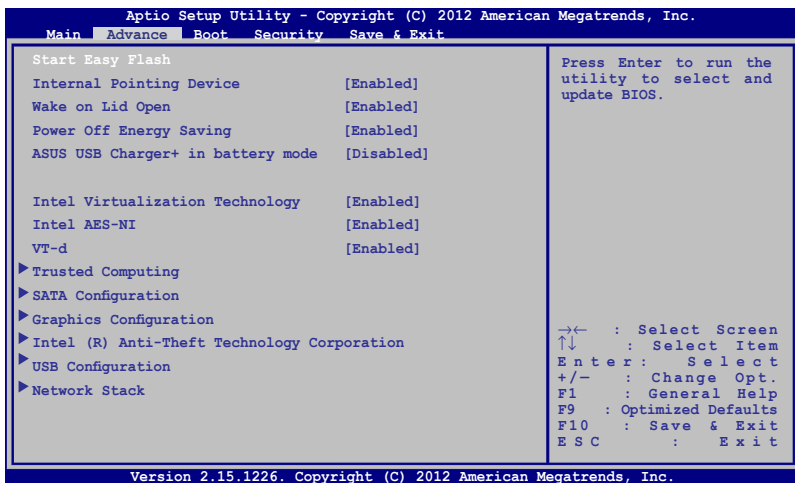 Aptio Setup Utility - Copyright (C) 2012 American Megatrends, Inc.
Main Advance Boot Security Save & Exit
Start Easy Flash
Internal Pointing Device [Enabled]
Wake on Lid Open [Enabled]
Power Off Energy Saving [Enabled]
ASUS USB Charger+ in battery mode [Disabled]
Intel Virtualization Technology [Enabled]
Intel AES-NI [Enabled]
VT-d [Enabled]
Trusted Computing
SATA Configuration
Graphics Configuration
Intel (R) Anti-Theft Technology Corporation
USB Configuration
Network Stack
Press Enter to run the
utility to select and
update BIOS.
→← : Select Screen
↑↓ : Select Item
Enter: Select
+/— : Change Opt.
F1 : General Help
F9 : Optimized Defaults
F10 : Save & Exit
ESC : Exit
Version 2.15.1226. Copyright (C) 2012 American Megatrends, Inc.